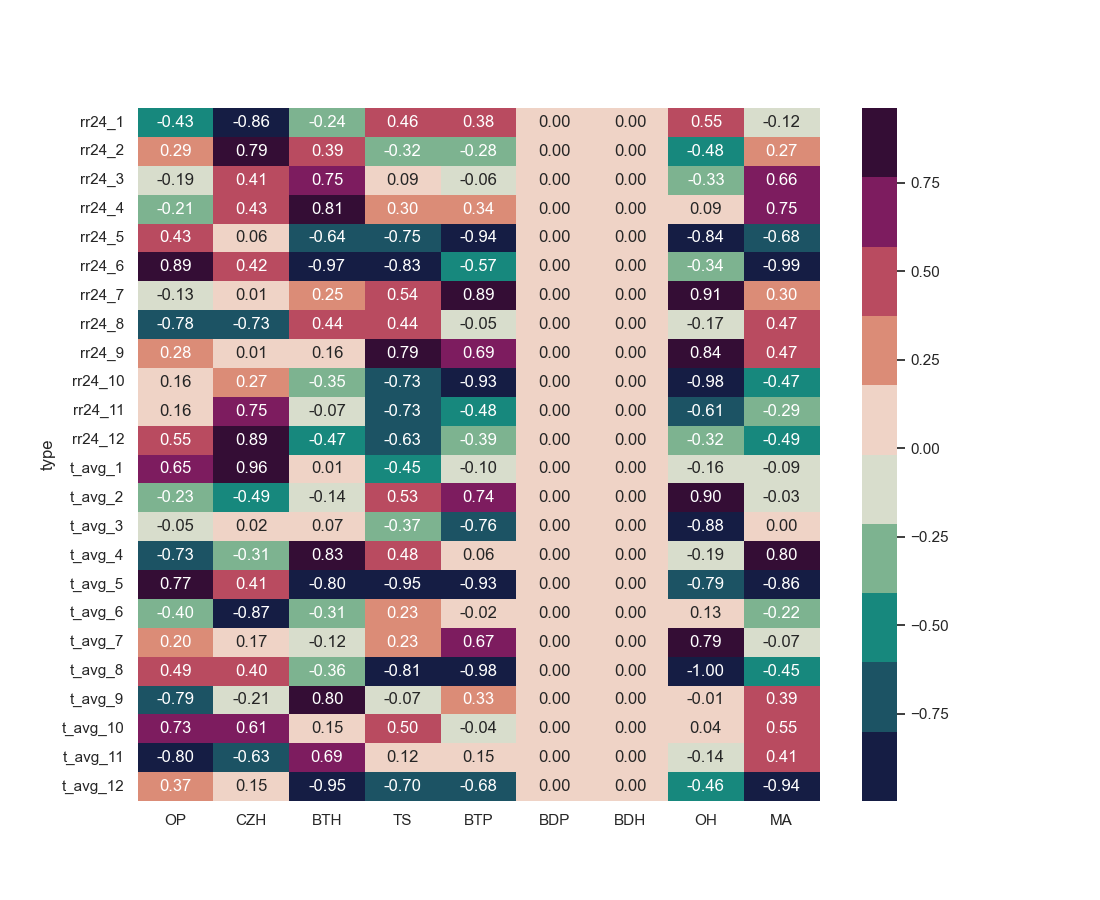 rr24_1 -0.43 -0.86 -0.24 0.46 0.38 0.00 0.00 0.55 -0.12
rr24_2 0.29 0.79 0.39 -0.32 -0.28 0.00 0.00 -0.48 0.27
rr24_3 -0.19 0.41 0.75 0.09 -0.06 0.00 0.00 -0.33 0.66
rr24_4 -0.21 0.43 0.81 0.30 0.34 0.00 0.00 0.09 0.75
rr24_5 0.43 0.06 -0.64 -0.75 -0.94 0.00 0.00 -0.84 -0.68
rr24_6 0.89 0.42 -0.97 -0.83 -0.57 0.00 0.00 -0.34 -0.99
rr24_7 -0.13 0.01 0.25 0.54 0.89 0.00 0.00 0.91 0.30
rr24_8 -0.78 -0.73 0.44 0.44 -0.05 0.00 0.00 -0.17 0.47
rr24_9 0.28 0.01 0.16 0.79 0.69 0.00 0.00 0.84 0.47
rr24_10 0.16 0.27 -0.35 -0.73 -0.93 0.00 0.00 -0.98 -0.47
rr24_11 0.16 0.75 -0.07 -0.73 -0.48 0.00 0.00 -0.61 -0.29
rr24_12 0.55 0.89 -0.47 -0.63 -0.39 0.00 0.00 -0.32 -0.49
t_avg_1 0.65 0.96 0.01 -0.45 -0.10 0.00 0.00 -0.16 -0.09
t_avg_2 -0.23 -0.49 -0.14 0.53 0.74 0.00 0.00 0.90 -0.03
t_avg_3 -0.05 0.02 0.07 -0.37 -0.76 0.00 0.00 -0.88 0.00
t_avg_4 -0.73 -0.31 0.83 0.48 0.06 0.00 0.00 -0.19 0.80
t_avg_5 0.77 0.41 -0.80 -0.95 -0.93 0.00 0.00 -0.79 -0.86
t_avg_6 -0.40 -0.87 -0.31 0.23 -0.02 0.00 0.00 0.13 -0.22
t_avg_7 0.20 0.17 -0.12 0.23 0.67 0.00 0.00 0.79 -0.07
t_avg_8 0.49 0.40 -0.36 -0.81 -0.98 0.00 0.00 -1.00 -0.45
t_avg_9 -0.79 -0.21 0.80 -0.07 0.33 0.00 0.00 -0.01 0.39
t_avg_10 0.73 0.61 0.15 0.50 -0.04 0.00 0.00 0.04 0.55
t_avg_11 -0.80 -0.63 0.69 0.12 0.15 0.00 0.00 -0.14 0.41
t_avg_12 0.37 0.15 -0.95 -0.70 -0.68 0.00 0.00 -0.46 -0.94
OP CZH BTH TS BTP BDP BDH OH MA
type
0.75
0.50
0.25
0.00
-0.25
-0.50
-0.75